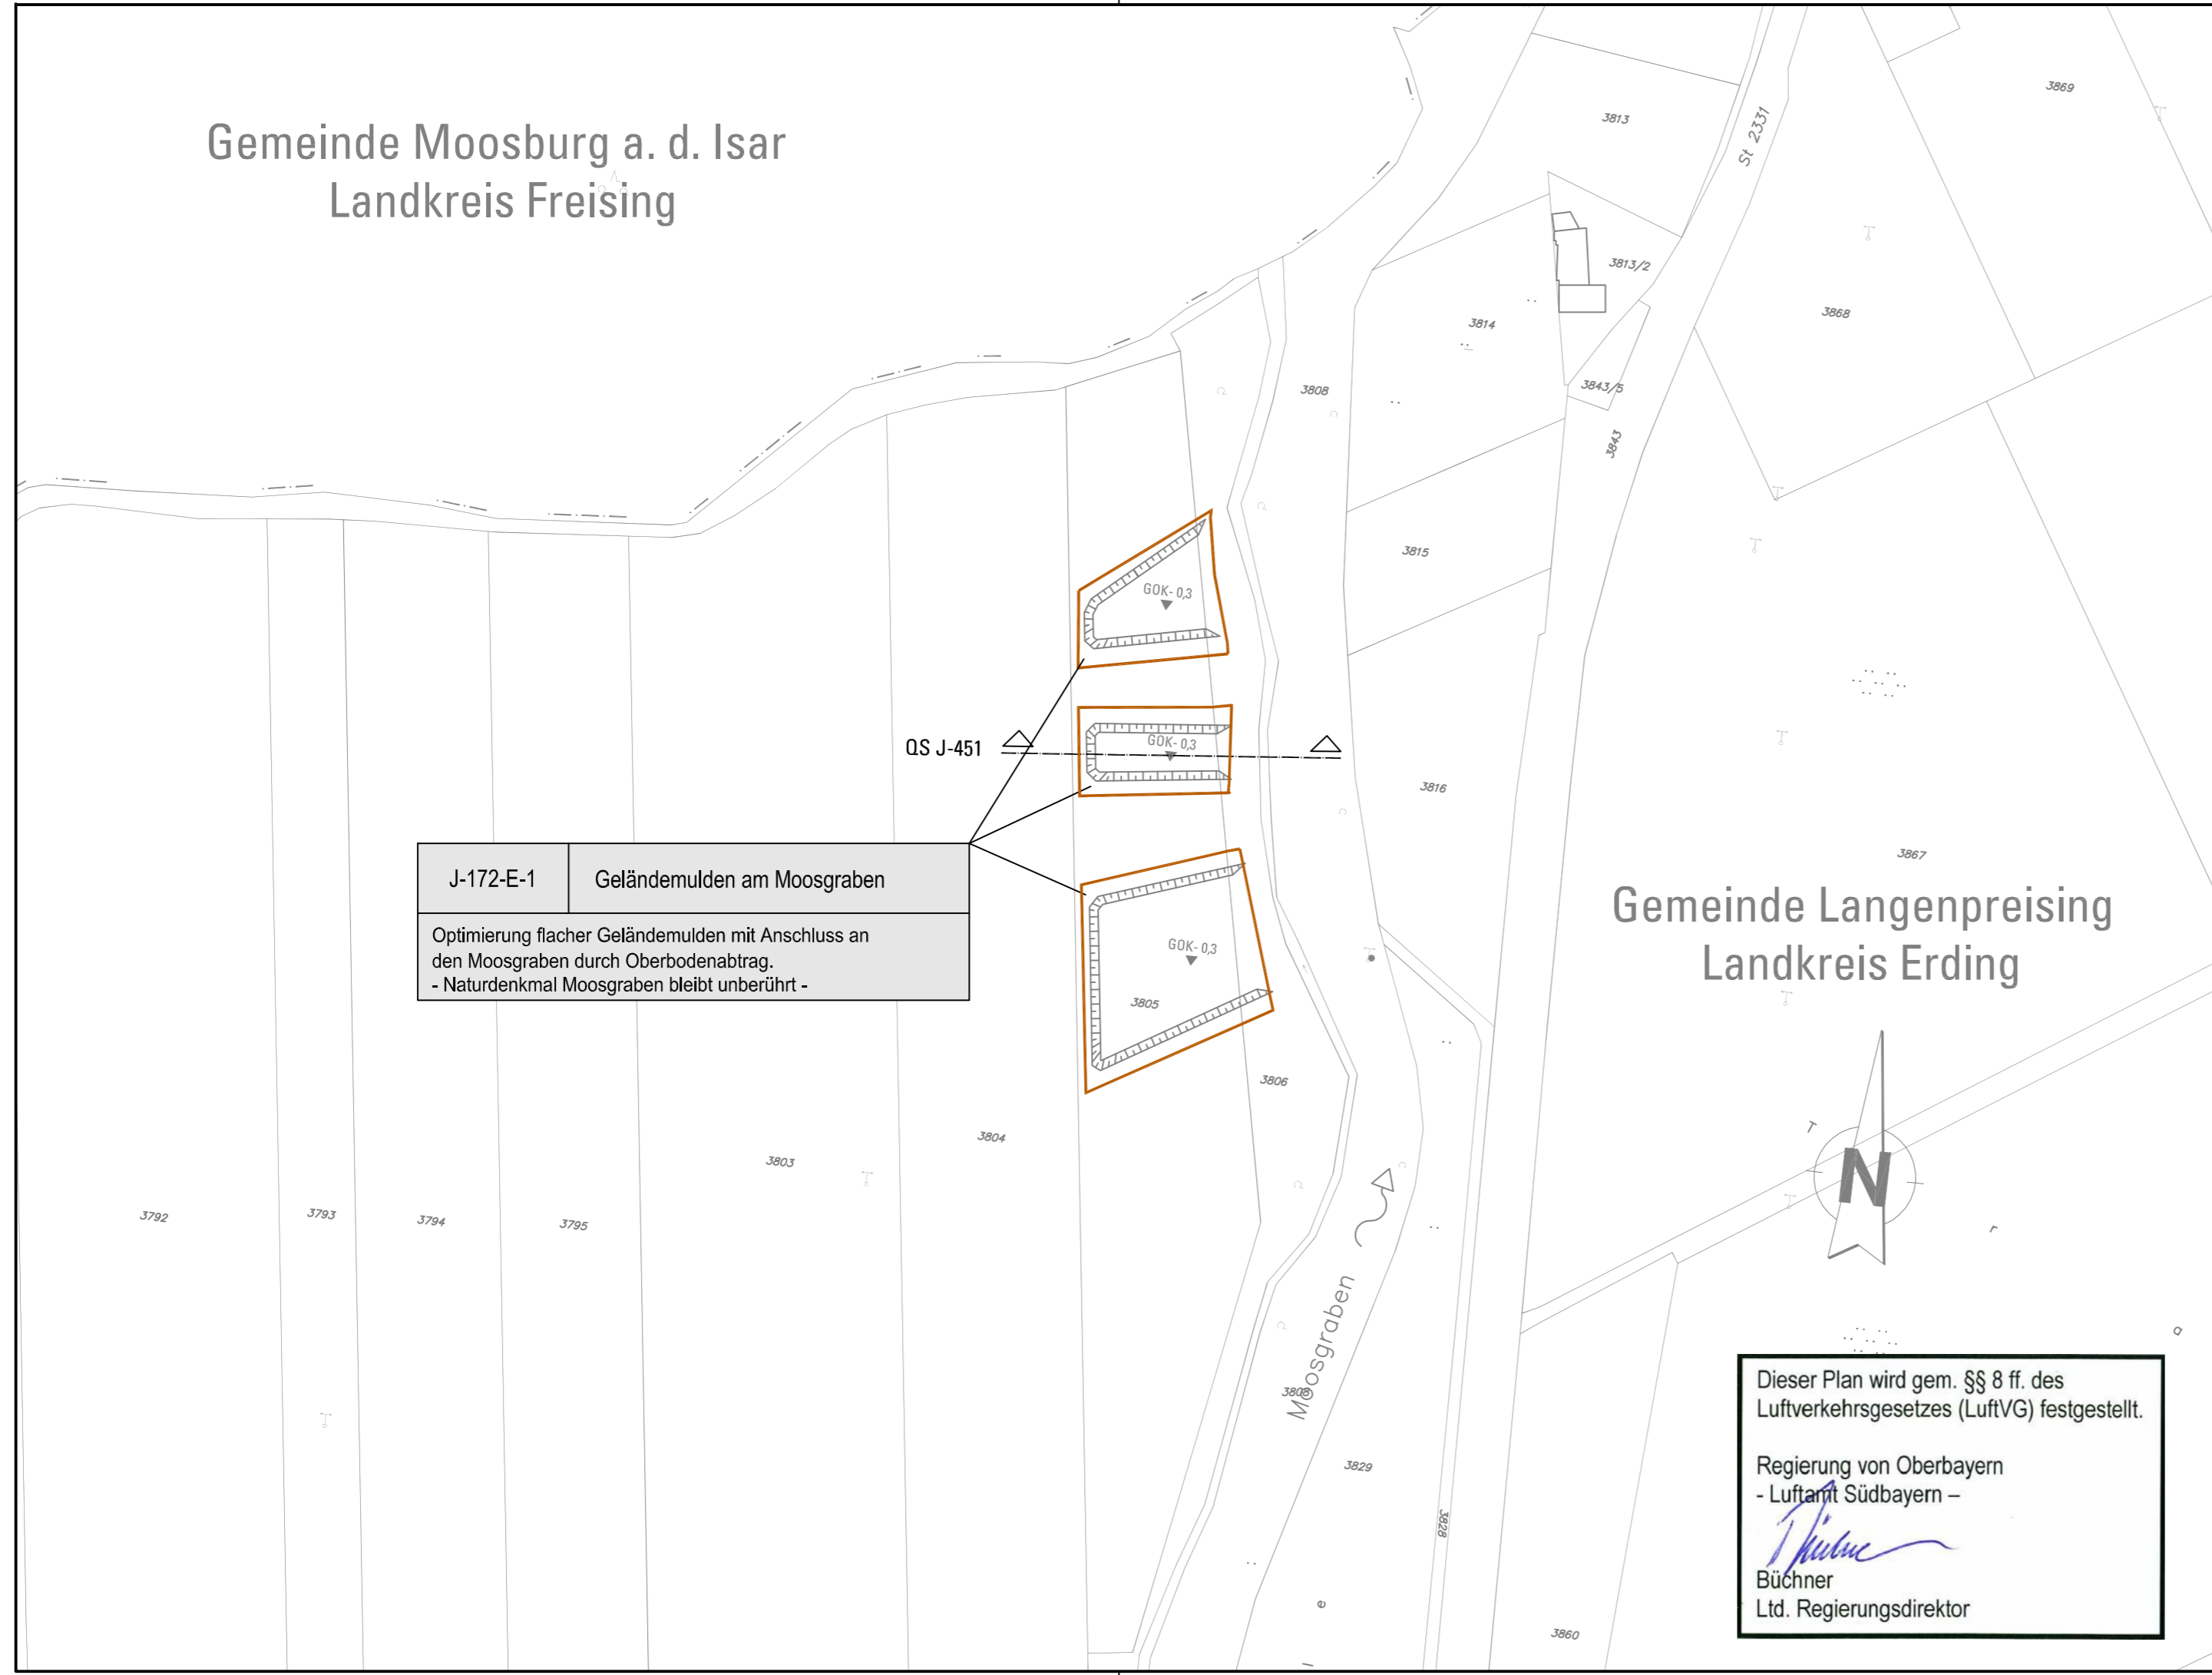 Gemeinde Moosburg a. d. Isar
Landkreis Freising
3869
3813
St 2331
3813/2
3868
3814
3843/5
3808
3843
3815
GOK- 0,3
QS J-451
GOK- 0,3
3816
3867
J-172-E-1
Geländemulden am Moosgraben
Optimierung flacher Geländemulden mit Anschluss an
den Moosgraben durch Oberbodenabtrag.
- Naturdenkmal Moosgraben bleibt unberührt -
Gemeinde Langenpreising
Landkreis Erding
GOK- 0,3
3805
3806
3804
3803
3792
3793
3794
3795
T
N
r
a
Moosgraben
3808
3829
3828
e
l
3860
Dieser Plan wird gem. §§ 8 ff. des
Luftverkehrsgesetzes (LuftVG) festgestellt.
Regierung von Oberbayern
- Luftamt Südbayern –
Büchner
Ltd. Regierungsdirektor